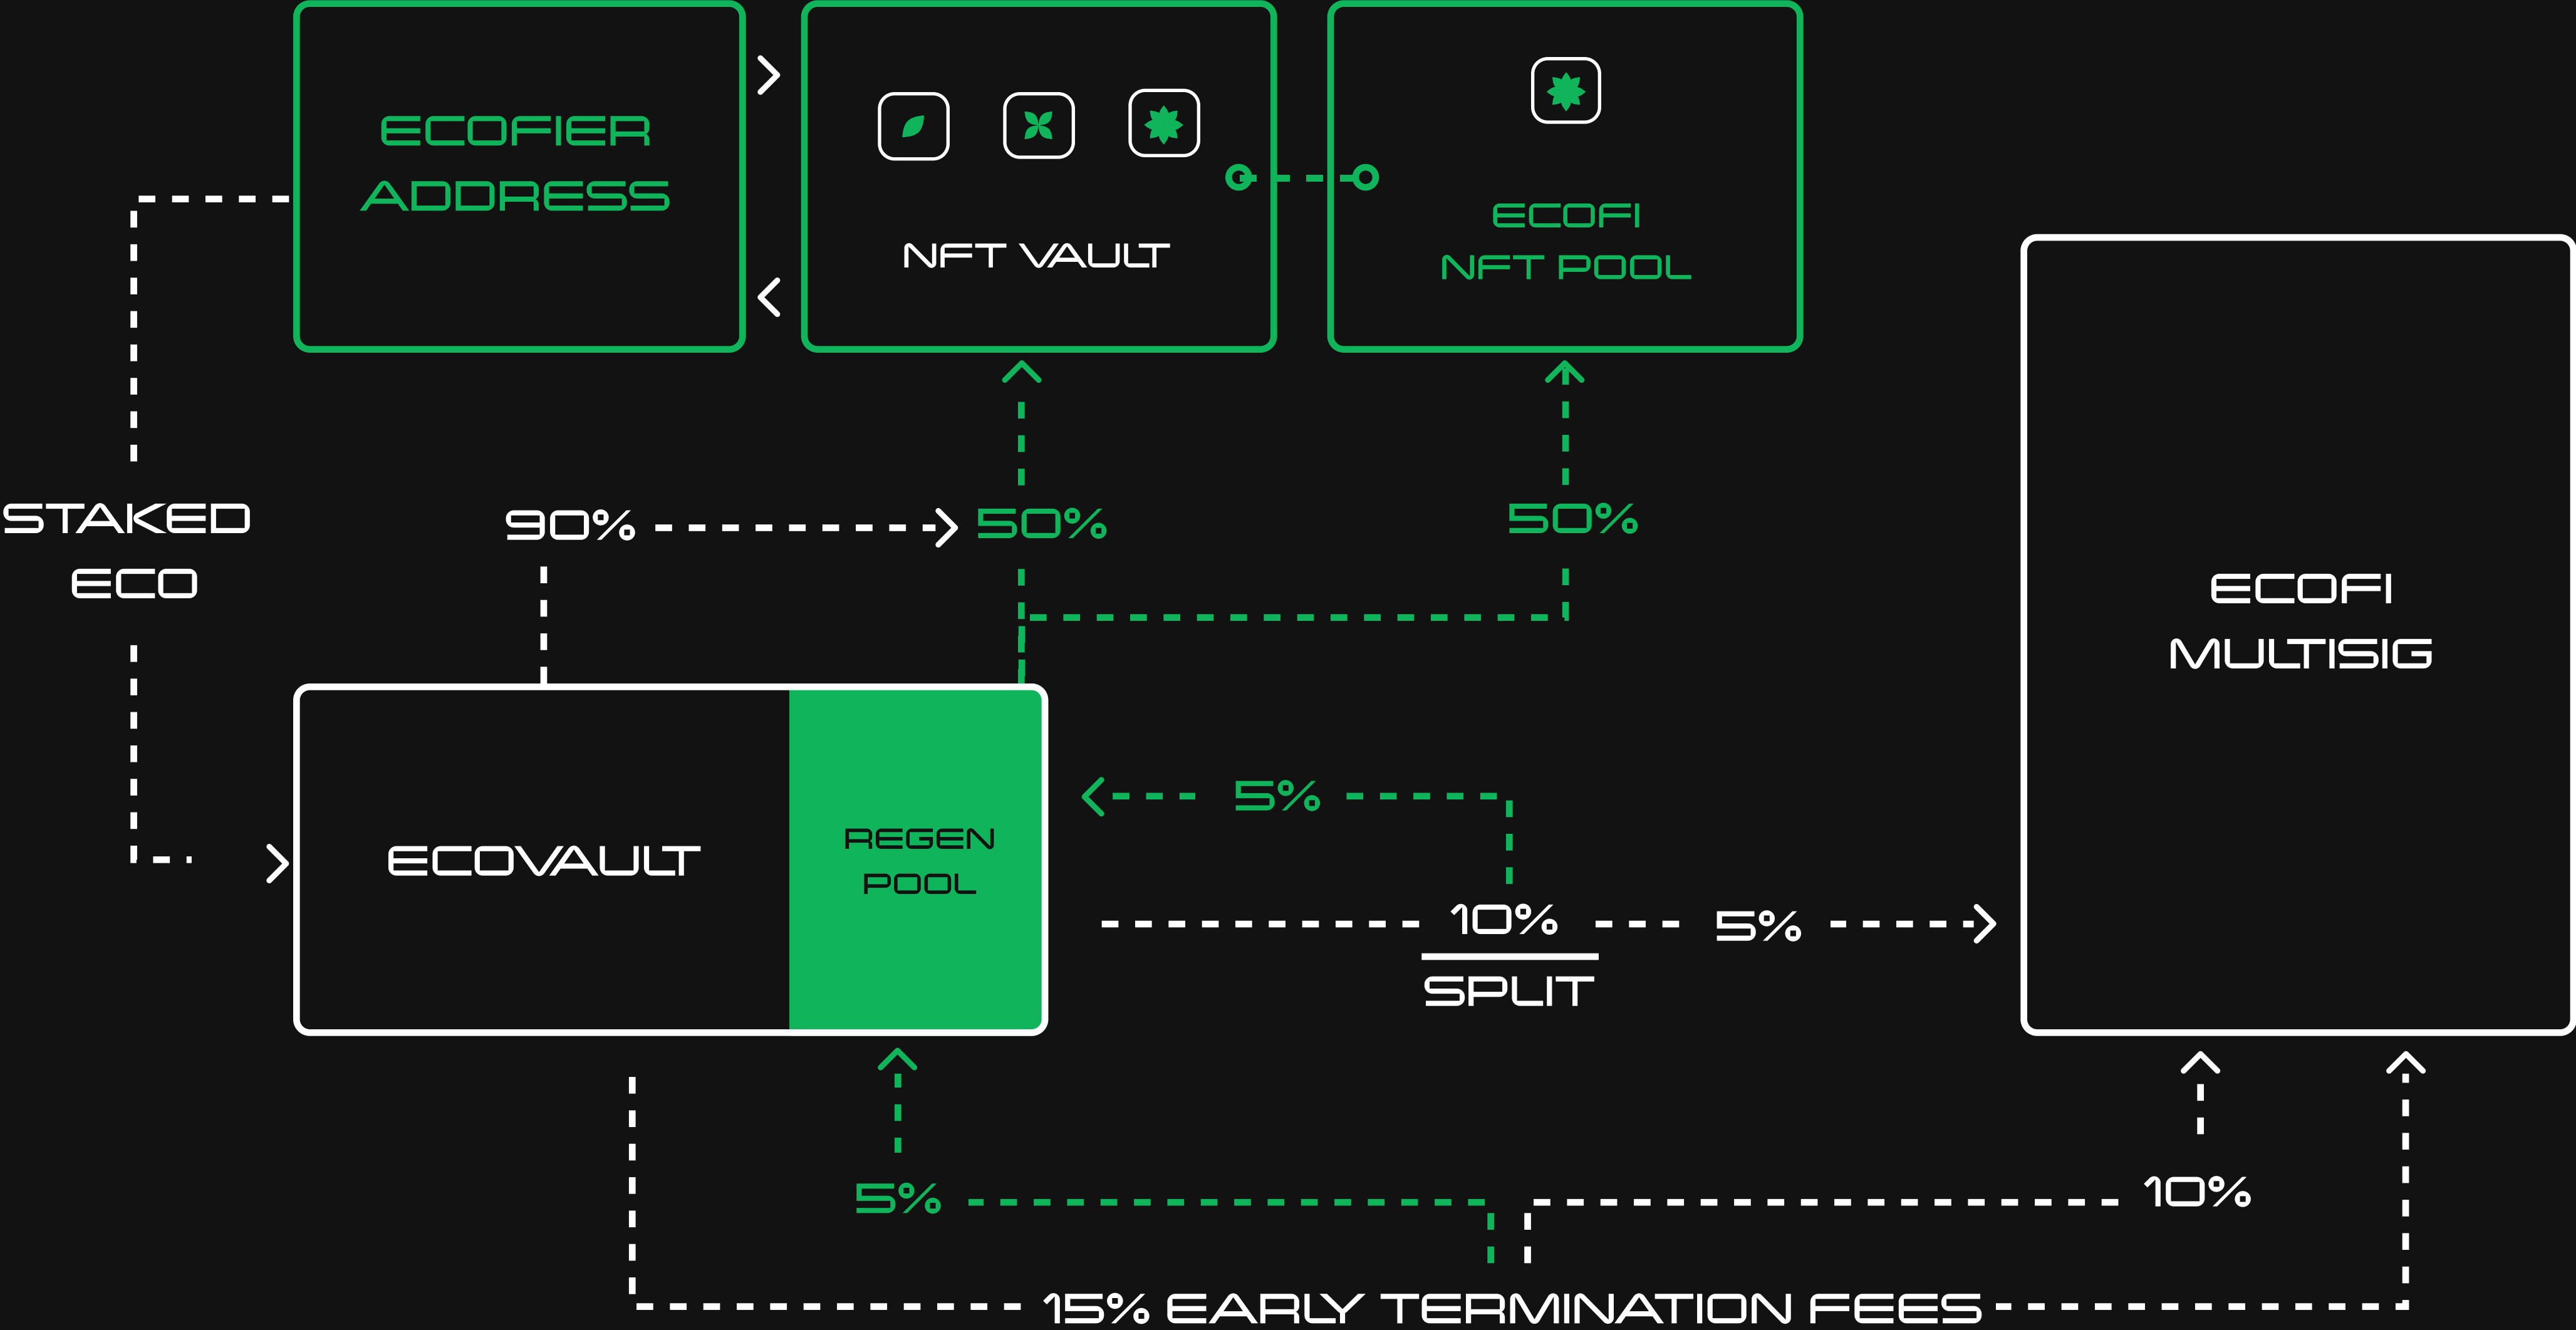 ECOFIER
ADDRESS
NFT VAULT
ECOFI
NFT POOL
STAKED
ECO
90%
50%
50%
ECOFI
MULTISIG
ECOVAULT
REGEN
POOL
5%
10%
SPLIT
5%
5%
10%
15% EARLY TERMINATION FEES